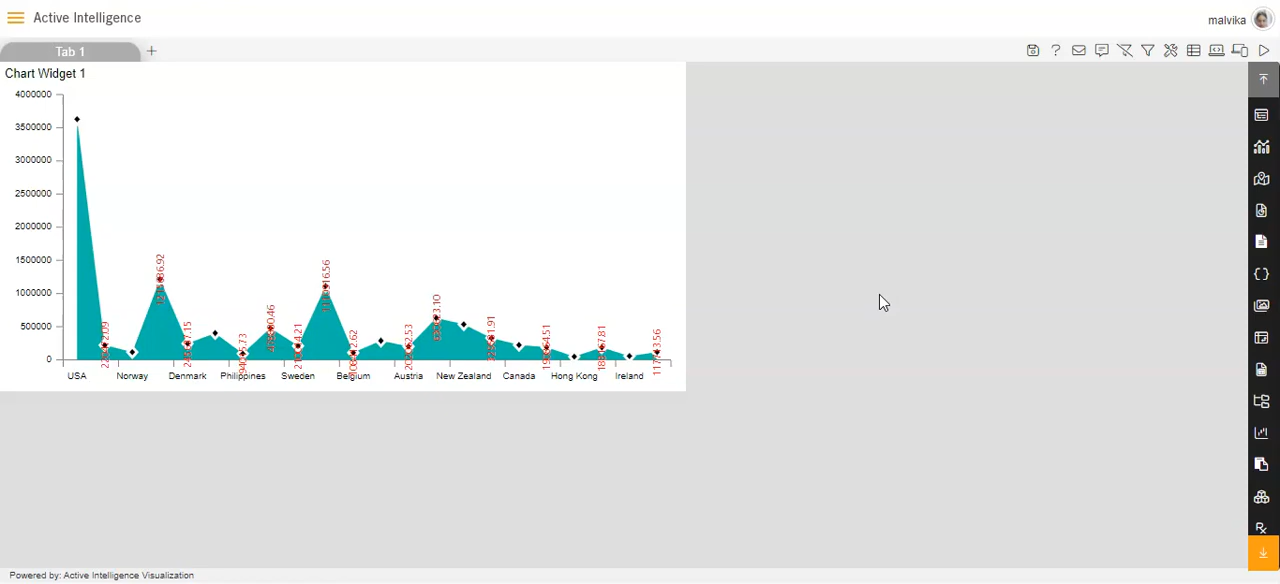 Active Intelligence
malvika
Tab 1
+
Chart Widget 1
4000000
3500000
3000000
2500000
2000000
1500000
1000000
500000
0
USA
Norway
Denmark
Philippines
Sweden
Belgium
Austria
New Zealand
Canada
Hong Kong
Ireland
Powered by: Active Intelligence Visualization